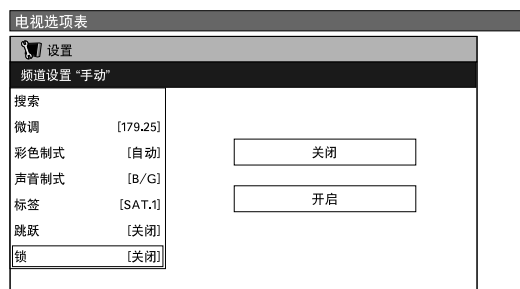 电视选项表
设置
频道设置 “手动”
搜索
微调 [179.25]
彩色制式 [自动]
声音制式 [B/G]
标签 [SAT.1]
跳跃 [关闭]
锁 [关闭]
关闭
开启